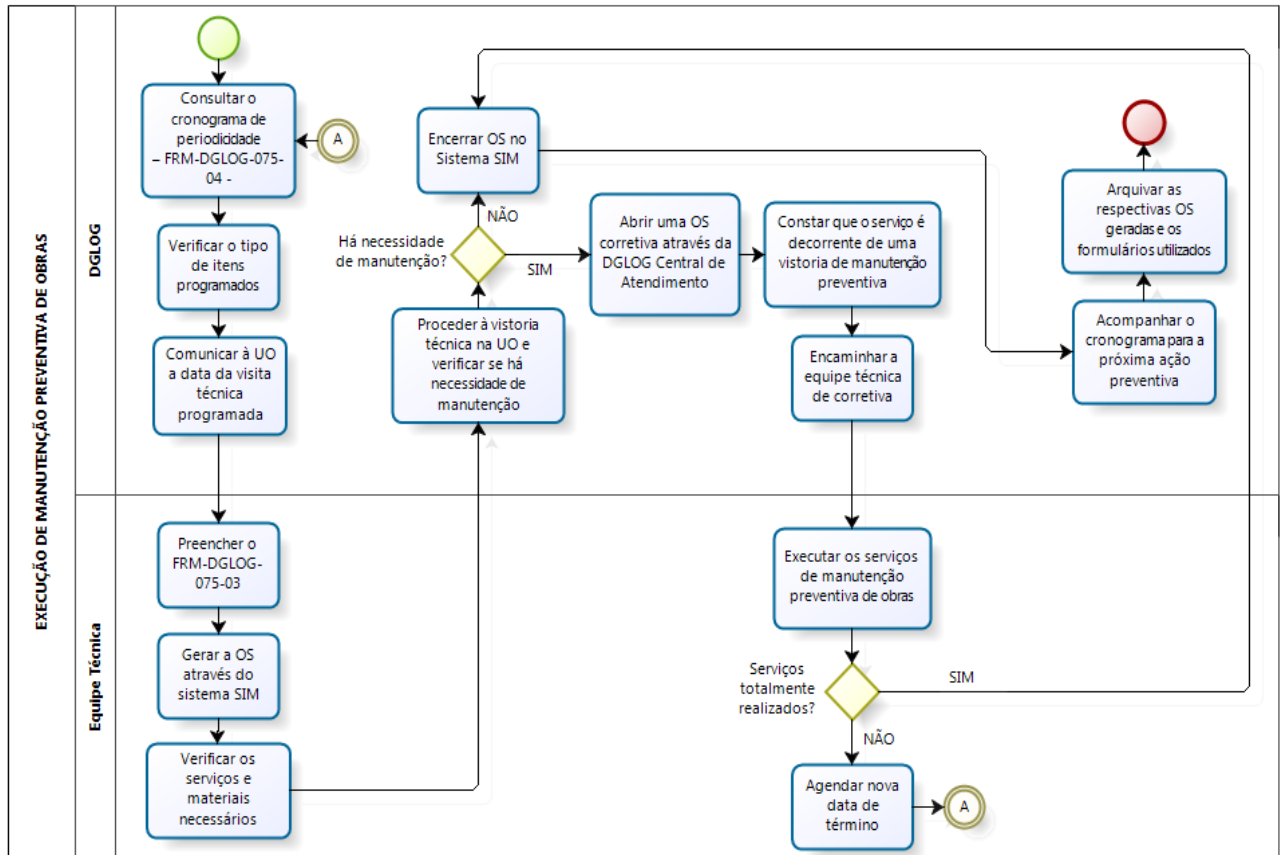 EXECUÇÃO DE MANUTENÇÃO PREVENTIVA DE OBRAS
DGLOG
Consultar o
cronograma de
periodicidade
– FRM-DGLOG-075-
04 -
A
Verificar o tipo
de itens
programados
Comunicar à UO
a data da visita
técnica
programada
Encerrar OS no
Sistema SIM
NÃO
Há necessidade
de manutenção?
SIM
Proceder à vistoria
técnica na UO e
verificar se há
necessidade de
manutenção
Abrir uma OS
corretiva através da
DGLOG Central de
Atendimento
Constar que o serviço é
decorrente de uma
vistoria de manutenção
preventiva
Encaminhar a
equipe técnica
de corretiva
Arquivar as
respectivas OS
geradas e os
formulários utilizados
Acompanhar o
cronograma para a
próxima ação
preventiva
Equipe Técnica
Preencher o
FRM-DGLOG-
075-03
Gerar a OS
através do
sistema SIM
Verificar os
serviços e
materiais
necessários
Executar os serviços
de manutenção
preventiva de obras
Serviços
totalmente
realizados?
SIM
NÃO
Agendar nova
data de
término
A